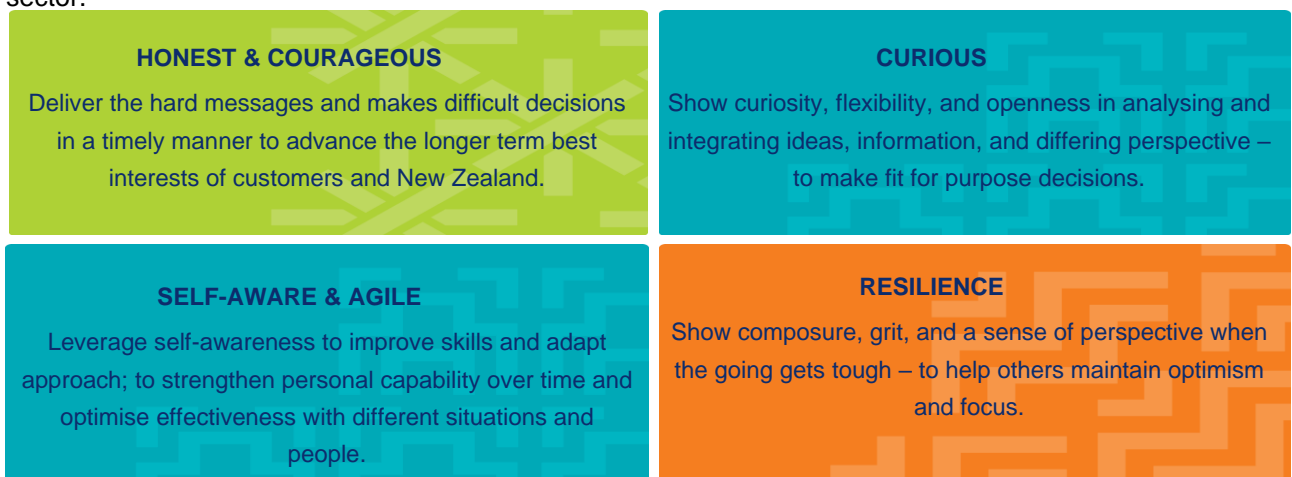 sector.
HONEST & COURAGEOUS
Deliver the hard messages and makes difficult decisions
in a timely manner to advance the longer term best
interests of customers and New Zealand.
CURIOUS
Show curiosity, flexibility, and openness in analysing and
integrating ideas, information, and differing perspective –
to make fit for purpose decisions.
SELF-AWARE & AGILE
Leverage self-awareness to improve skills and adapt
approach; to strengthen personal capability over time and
optimise effectiveness with different situations and
people.
RESILIENCE
Show composure, grit, and a sense of perspective when
the going gets tough – to help others maintain optimism
and focus.